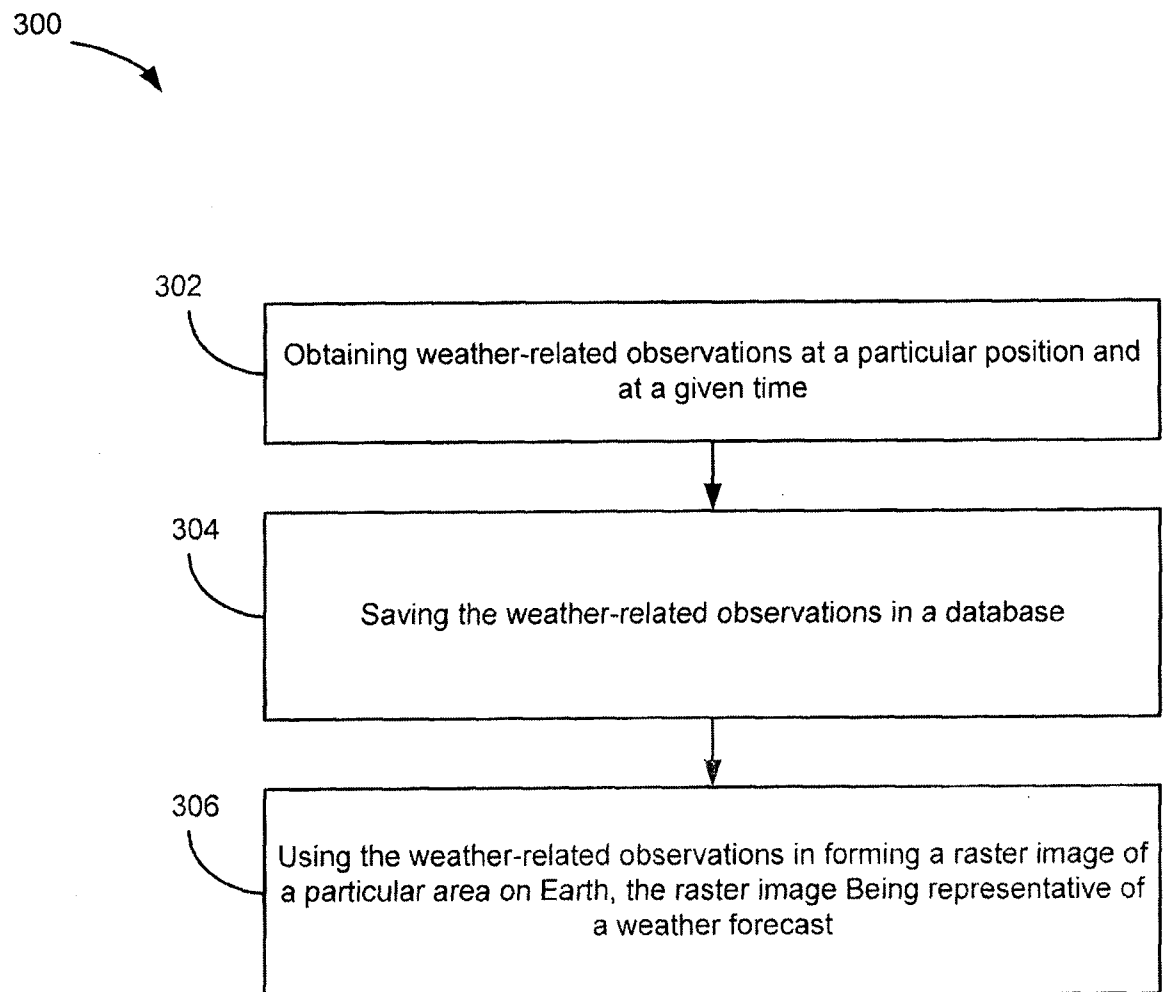 300
302
Obtaining weather-related observations at a particular position and
at a given time
304
Saving the weather-related observations in a database
306
Using the weather-related observations in forming a raster image of
a particular area on Earth, the raster image Being representative of
a weather forecast